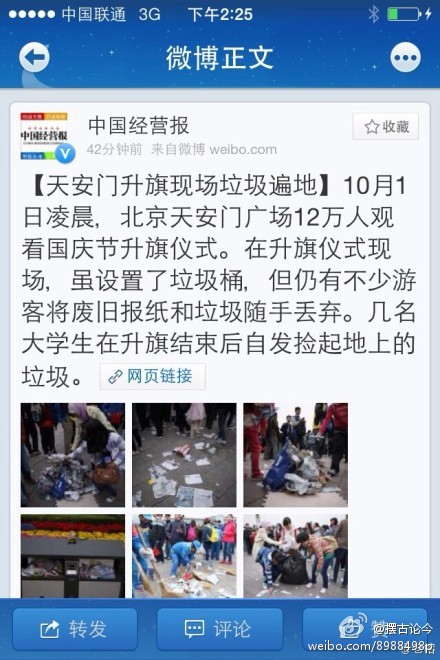 中国联通 3G 下午2:25
微博正文
中国经营报
中国经营报
收藏
42分钟前 来自微博 weibo.com
【天安门升旗现场垃圾遍地】10月1
日凌晨，北京天安门广场12万人观
看国庆节升旗仪式。在升旗仪式现
场，虽设置了垃圾桶，但仍有不少游
客将废旧报纸和垃圾随手丢弃。几名
大学生在升旗结束后自发捡起地上的
垃圾。 网页链接
转发
评论
赞
@摆古论今
weibo.com/8988498p